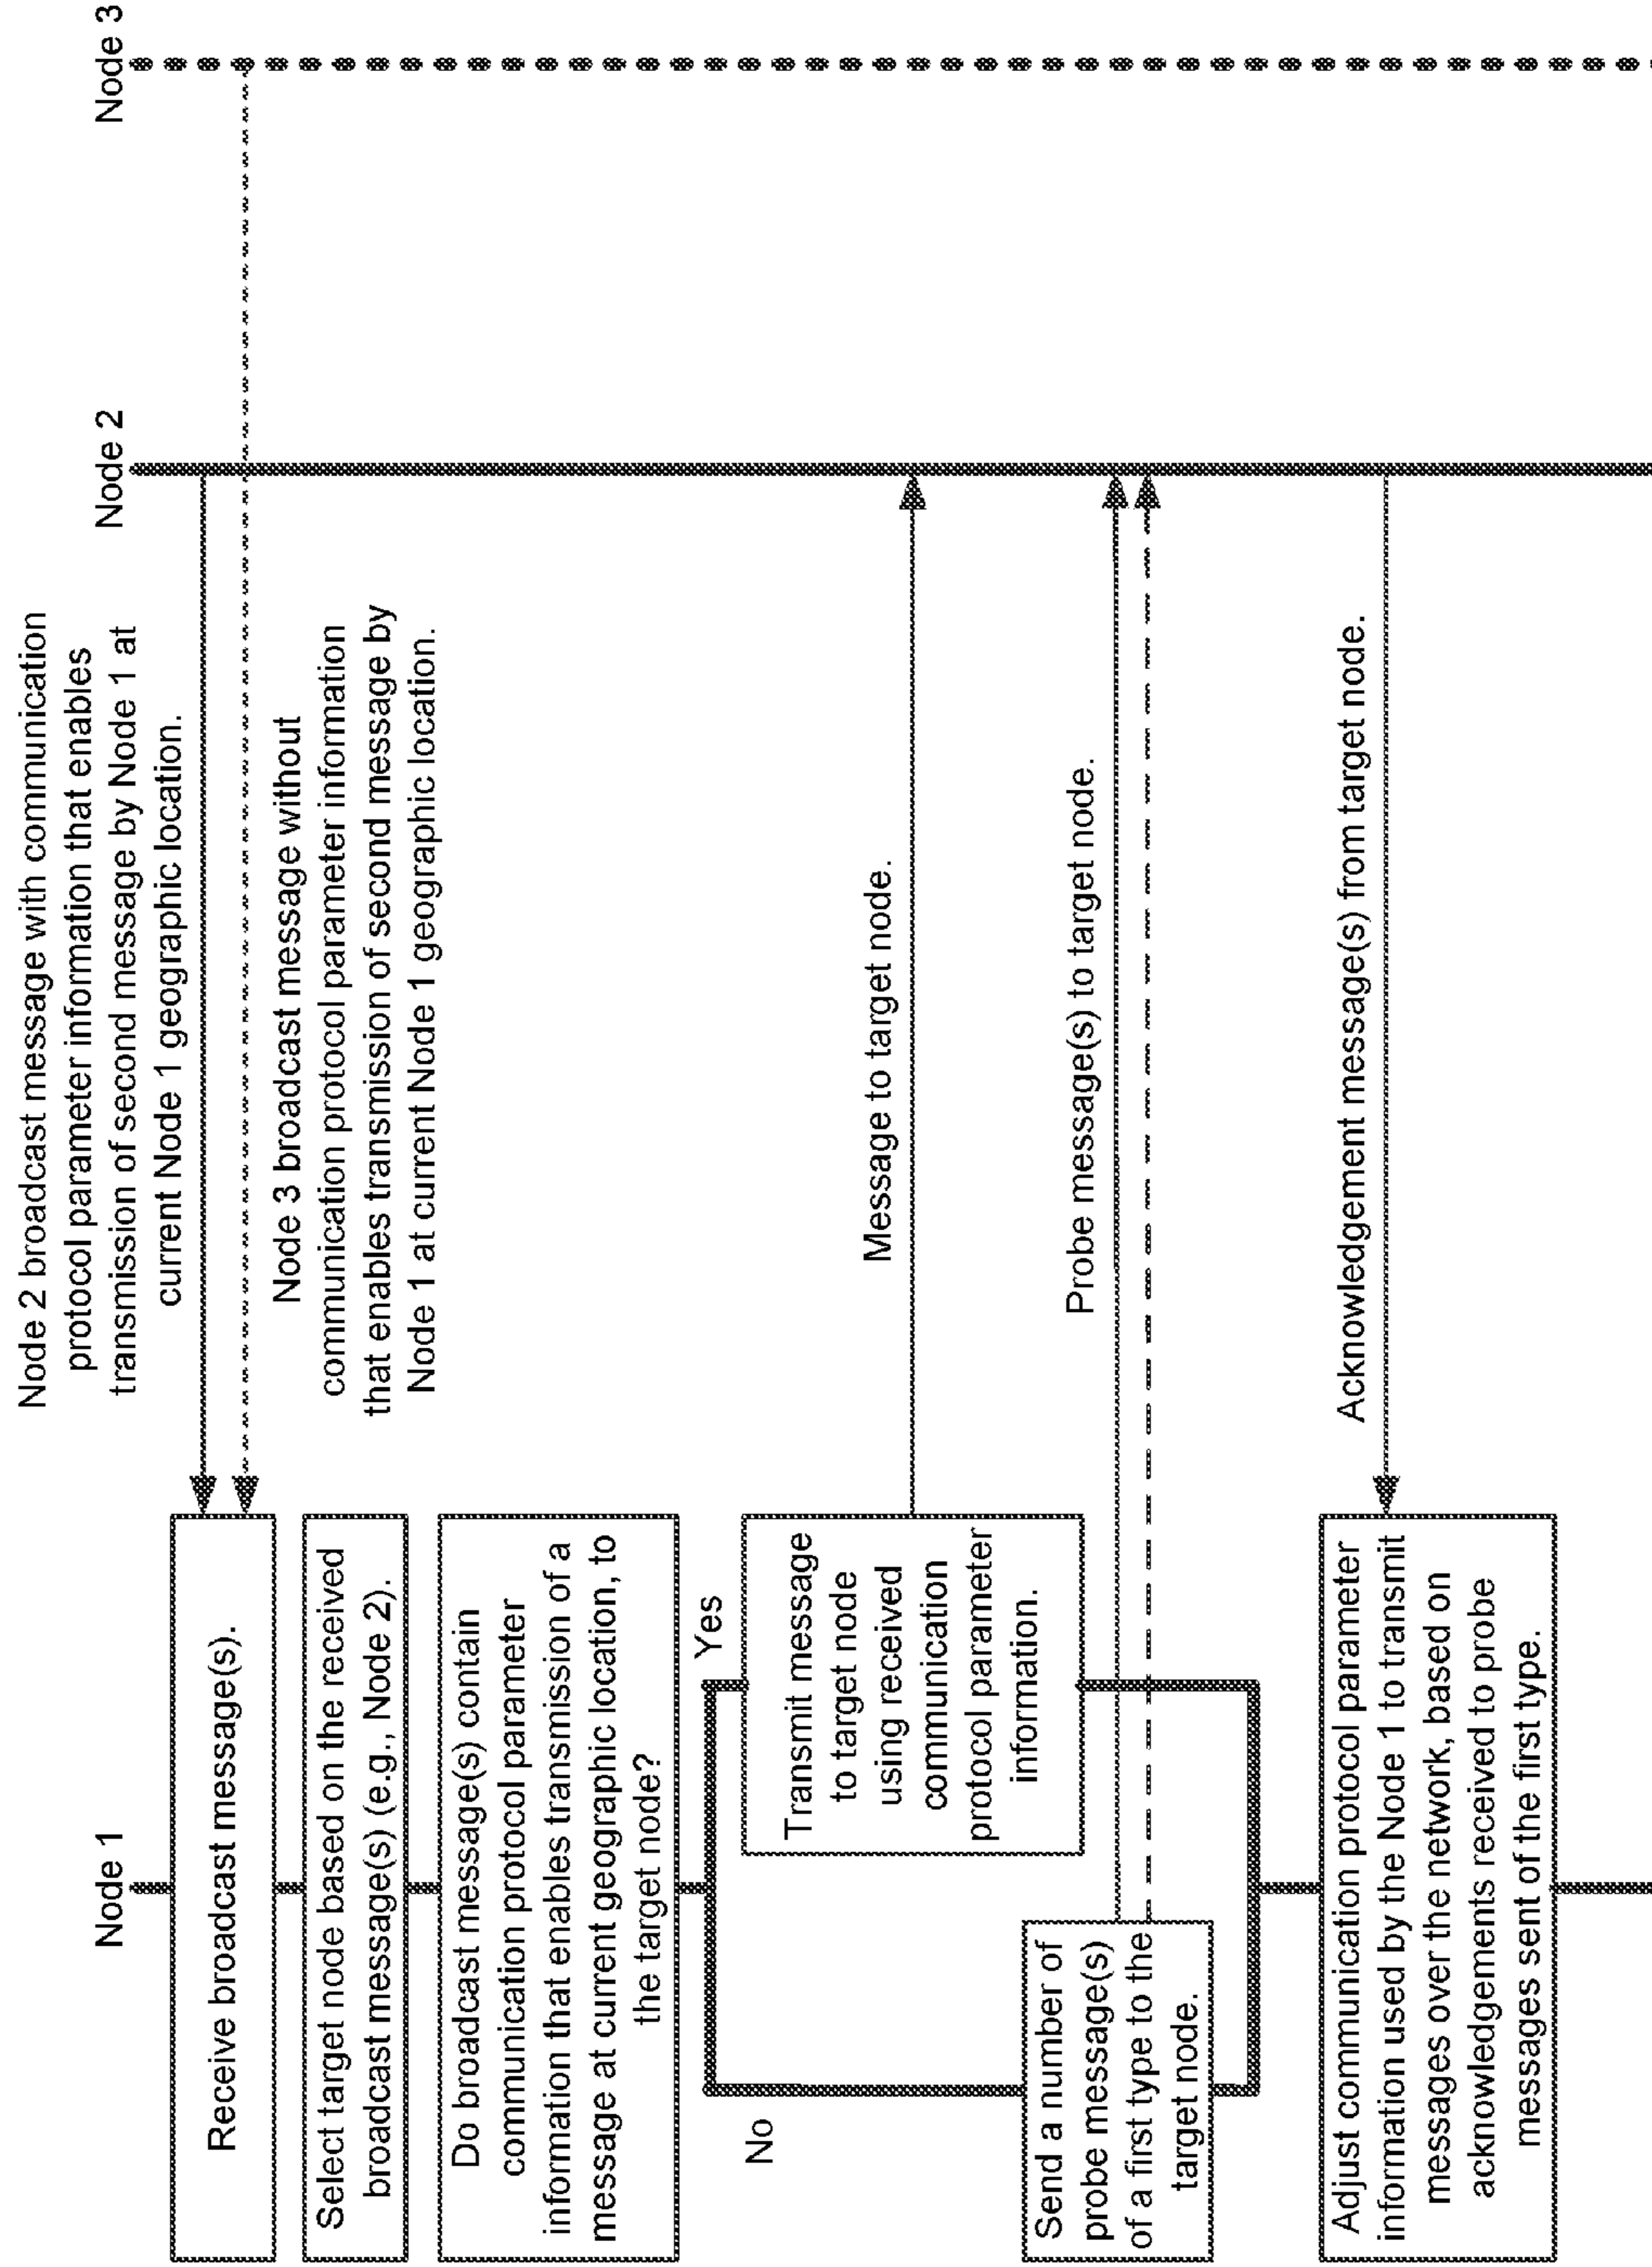 Node 1
Node 2
Node 3
Node 2 broadcast message with communication
protocol parameter information that enables
transmission of second message by Node 1 at
current Node 1 geographic location.
Receive broadcast message(s).
Node 3 broadcast message without
communication protocol parameter information
that enables transmission of second message by
Node 1 at current Node 1 geographic location.
Select target node based on the received
broadcast message(s) (e.g., Node 2).
Do broadcast message(s) contain
communication protocol parameter
information that enables transmission of a
message at current geographic location, to
the target node?
No
Yes
Transmit message
to target node
using received
communication
protocol parameter
information.
Message to target node.
Send a number of
probe message(s)
of a first type to the
target node.
Probe message(s) to target node.
Adjust communication protocol parameter
information used by the Node 1 to transmit
messages over the network, based on
acknowledgements received to probe
messages sent of the first type.
Acknowledgement message(s) from target node.